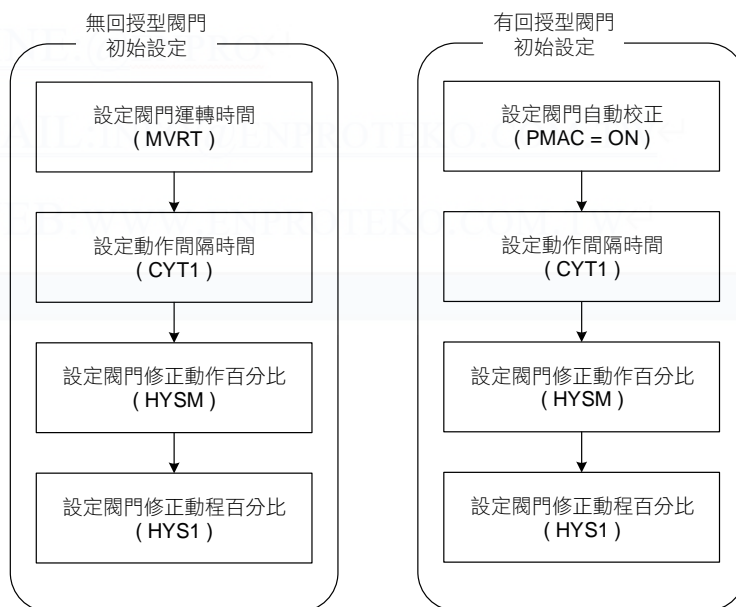 無回授型閥門
初始設定
設定閥門運轉時間
( MVRT )
設定動作間隔時間
( CYT1 )
設定閥門修正動作百分比
( HYSM )
設定閥門修正動程百分比
( HYS1 )
有回授型閥門
初始設定
設定閥門自動校正
( PMAC = ON )
設定動作間隔時間
( CYT1 )
設定閥門修正動作百分比
( HYSM )
設定閥門修正動程百分比
( HYS1 )